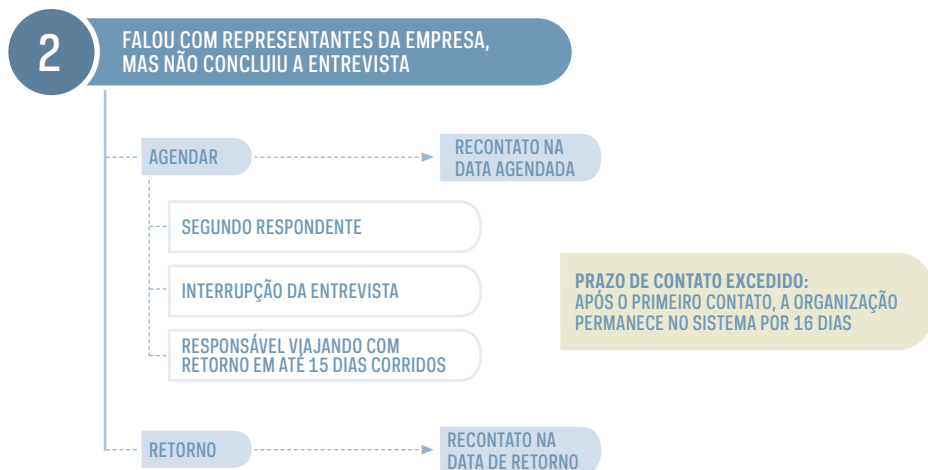 2
FALOU COM REPRESENTANTES DA EMPRESA,
MAS NÃO CONCLUIU A ENTREVISTA
AGENDAR
RECONTATO NA
DATA AGENDADA
SEGUNDO RESPONDENTE
INTERRUPÇÃO DA ENTREVISTA
RESPONSÁVEL VIAJANDO COM
RETORNO EM ATÉ 15 DIAS CORRIDOS
PRAZO DE CONTATO EXCEDIDO:
APÓS O PRIMEIRO CONTATO, A ORGANIZAÇÃO
PERMANECE NO SISTEMA POR 16 DIAS
RETORNO
RECONTATO NA
DATA DE RETORNO